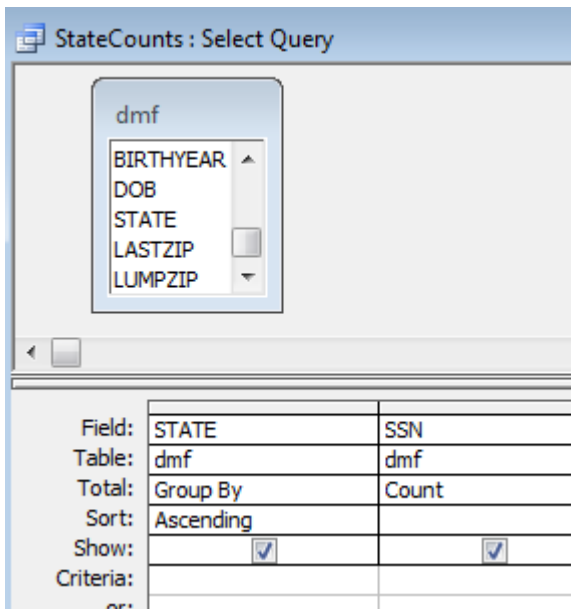 StateCounts : Select Query
dmf
BIRTHYEAR
DOB
STATE
LASTZIP
LUMPZIP
Field: STATE SSN
Table: dmf dmf
Total: Group By Count
Sort: Ascending
Show:
Criteria:
or: